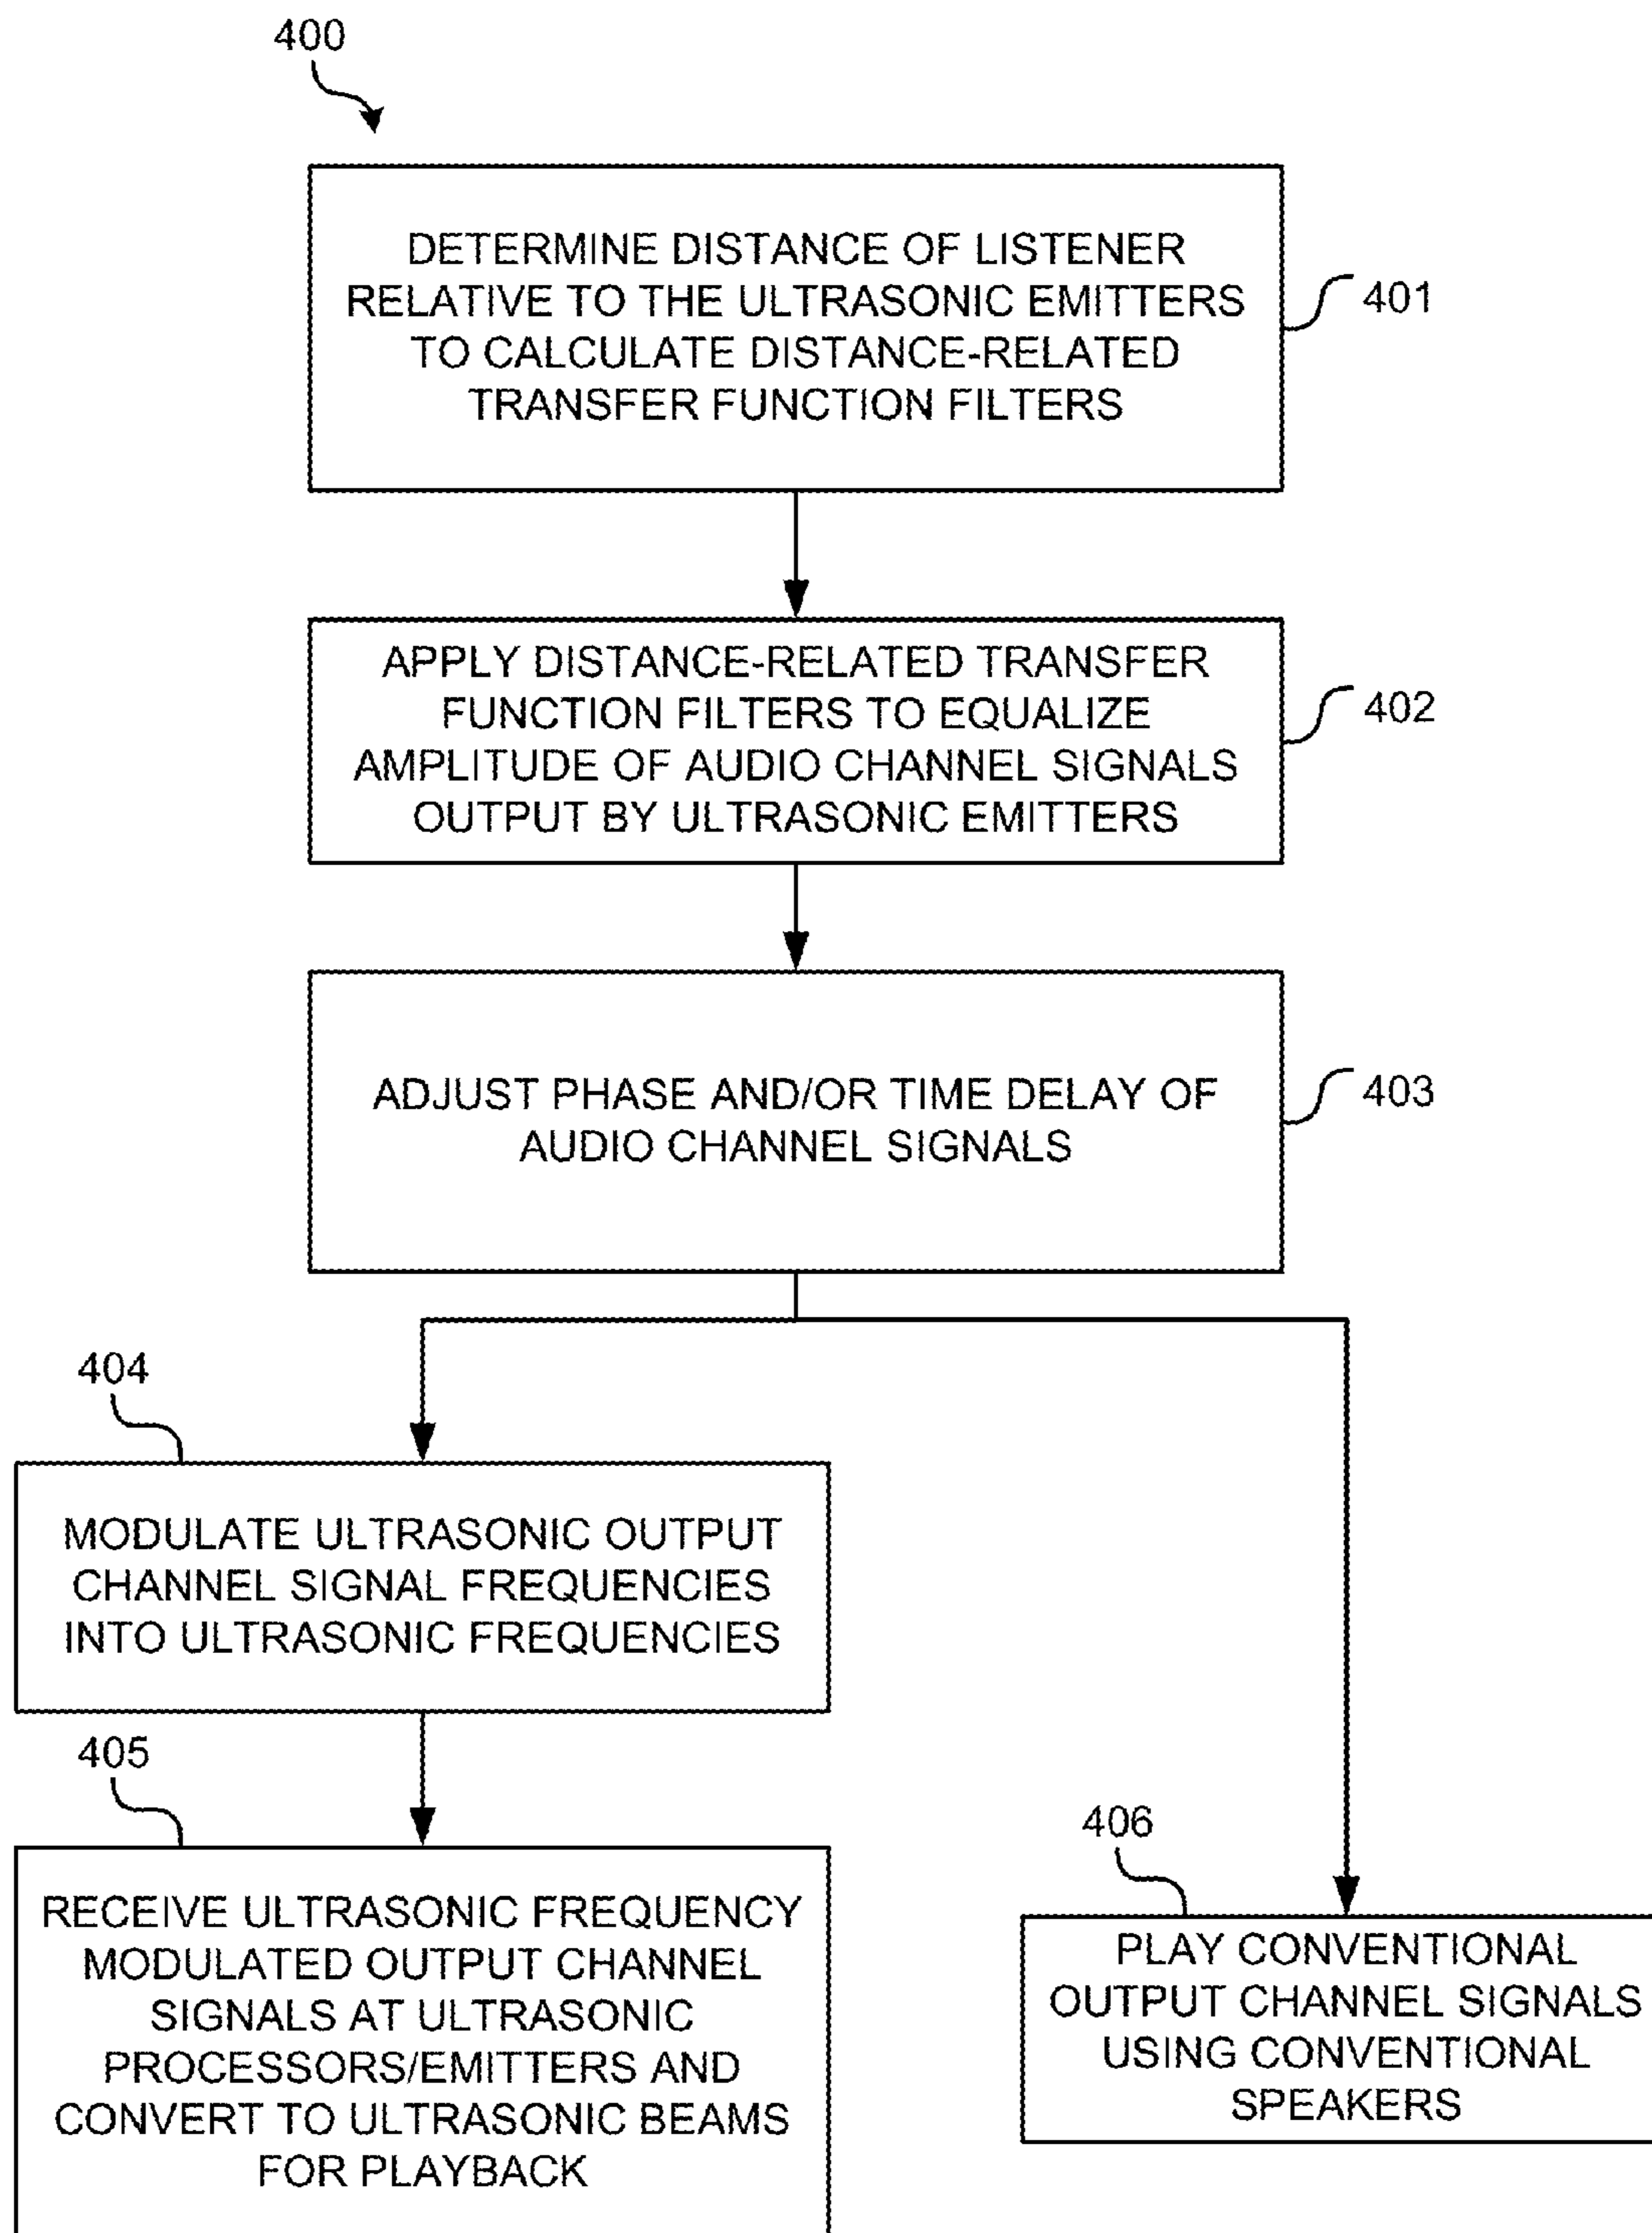 400
DETERMINE DISTANCE OF LISTENER
RELATIVE TO THE ULTRASONIC EMITTERS
TO CALCULATE DISTANCE-RELATED
TRANSFER FUNCTION FILTERS
401
APPLY DISTANCE-RELATED TRANSFER
FUNCTION FILTERS TO EQUALIZE
AMPLITUDE OF AUDIO CHANNEL SIGNALS
OUTPUT BY ULTRASONIC EMITTERS
402
ADJUST PHASE AND/OR TIME DELAY OF
AUDIO CHANNEL SIGNALS
403
404
MODULATE ULTRASONIC OUTPUT
CHANNEL SIGNAL FREQUENCIES
INTO ULTRASONIC FREQUENCIES
405
RECEIVE ULTRASONIC FREQUENCY
MODULATED OUTPUT CHANNEL
SIGNALS AT ULTRASONIC
PROCESSORS/EMITTERS AND
CONVERT TO ULTRASONIC BEAMS
FOR PLAYBACK
406
PLAY CONVENTIONAL
OUTPUT CHANNEL SIGNALS
USING CONVENTIONAL
SPEAKERS